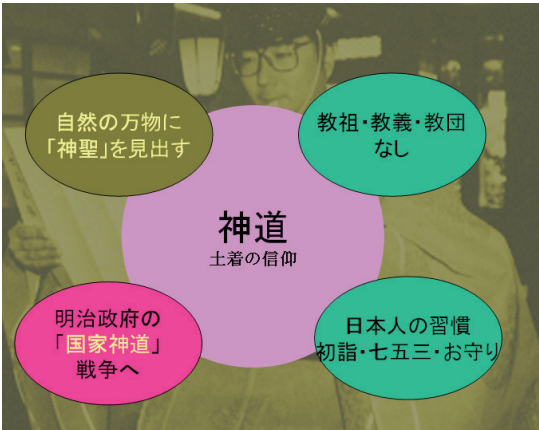 自然の万物に
「神聖」を見出す
教祖・教義・教団
なし
神道
土着の信仰
明治政府の
「国家神道」
戦争へ
日本人の習慣
初詣・七五三・お守り